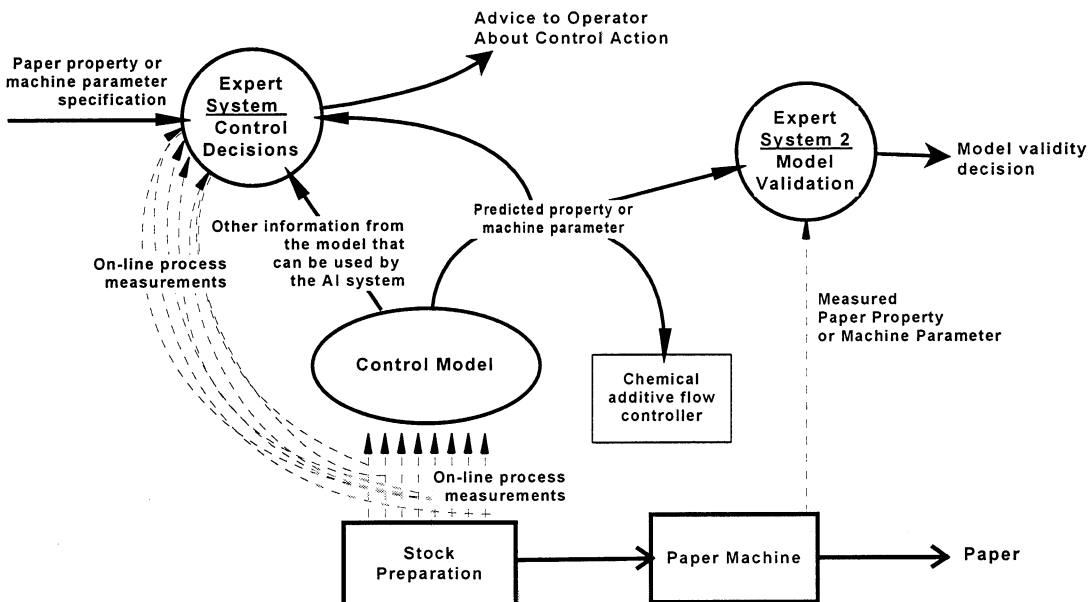 Advice to Operator
About Control Action
Paper property or
machine parameter
specification
Expert
System
Control
Decisions
Expert
System 2
Model
Validation
Model validity
decision
Predicted property or
machine parameter
Other information from
the model that
can be used by
the AI system
On-line process
measurements
Measured
Paper Property
or Machine Parameter
Control Model
Chemical
additive flow
controller
On-line process
measurements
Stock
Preparation
Paper Machine
Paper